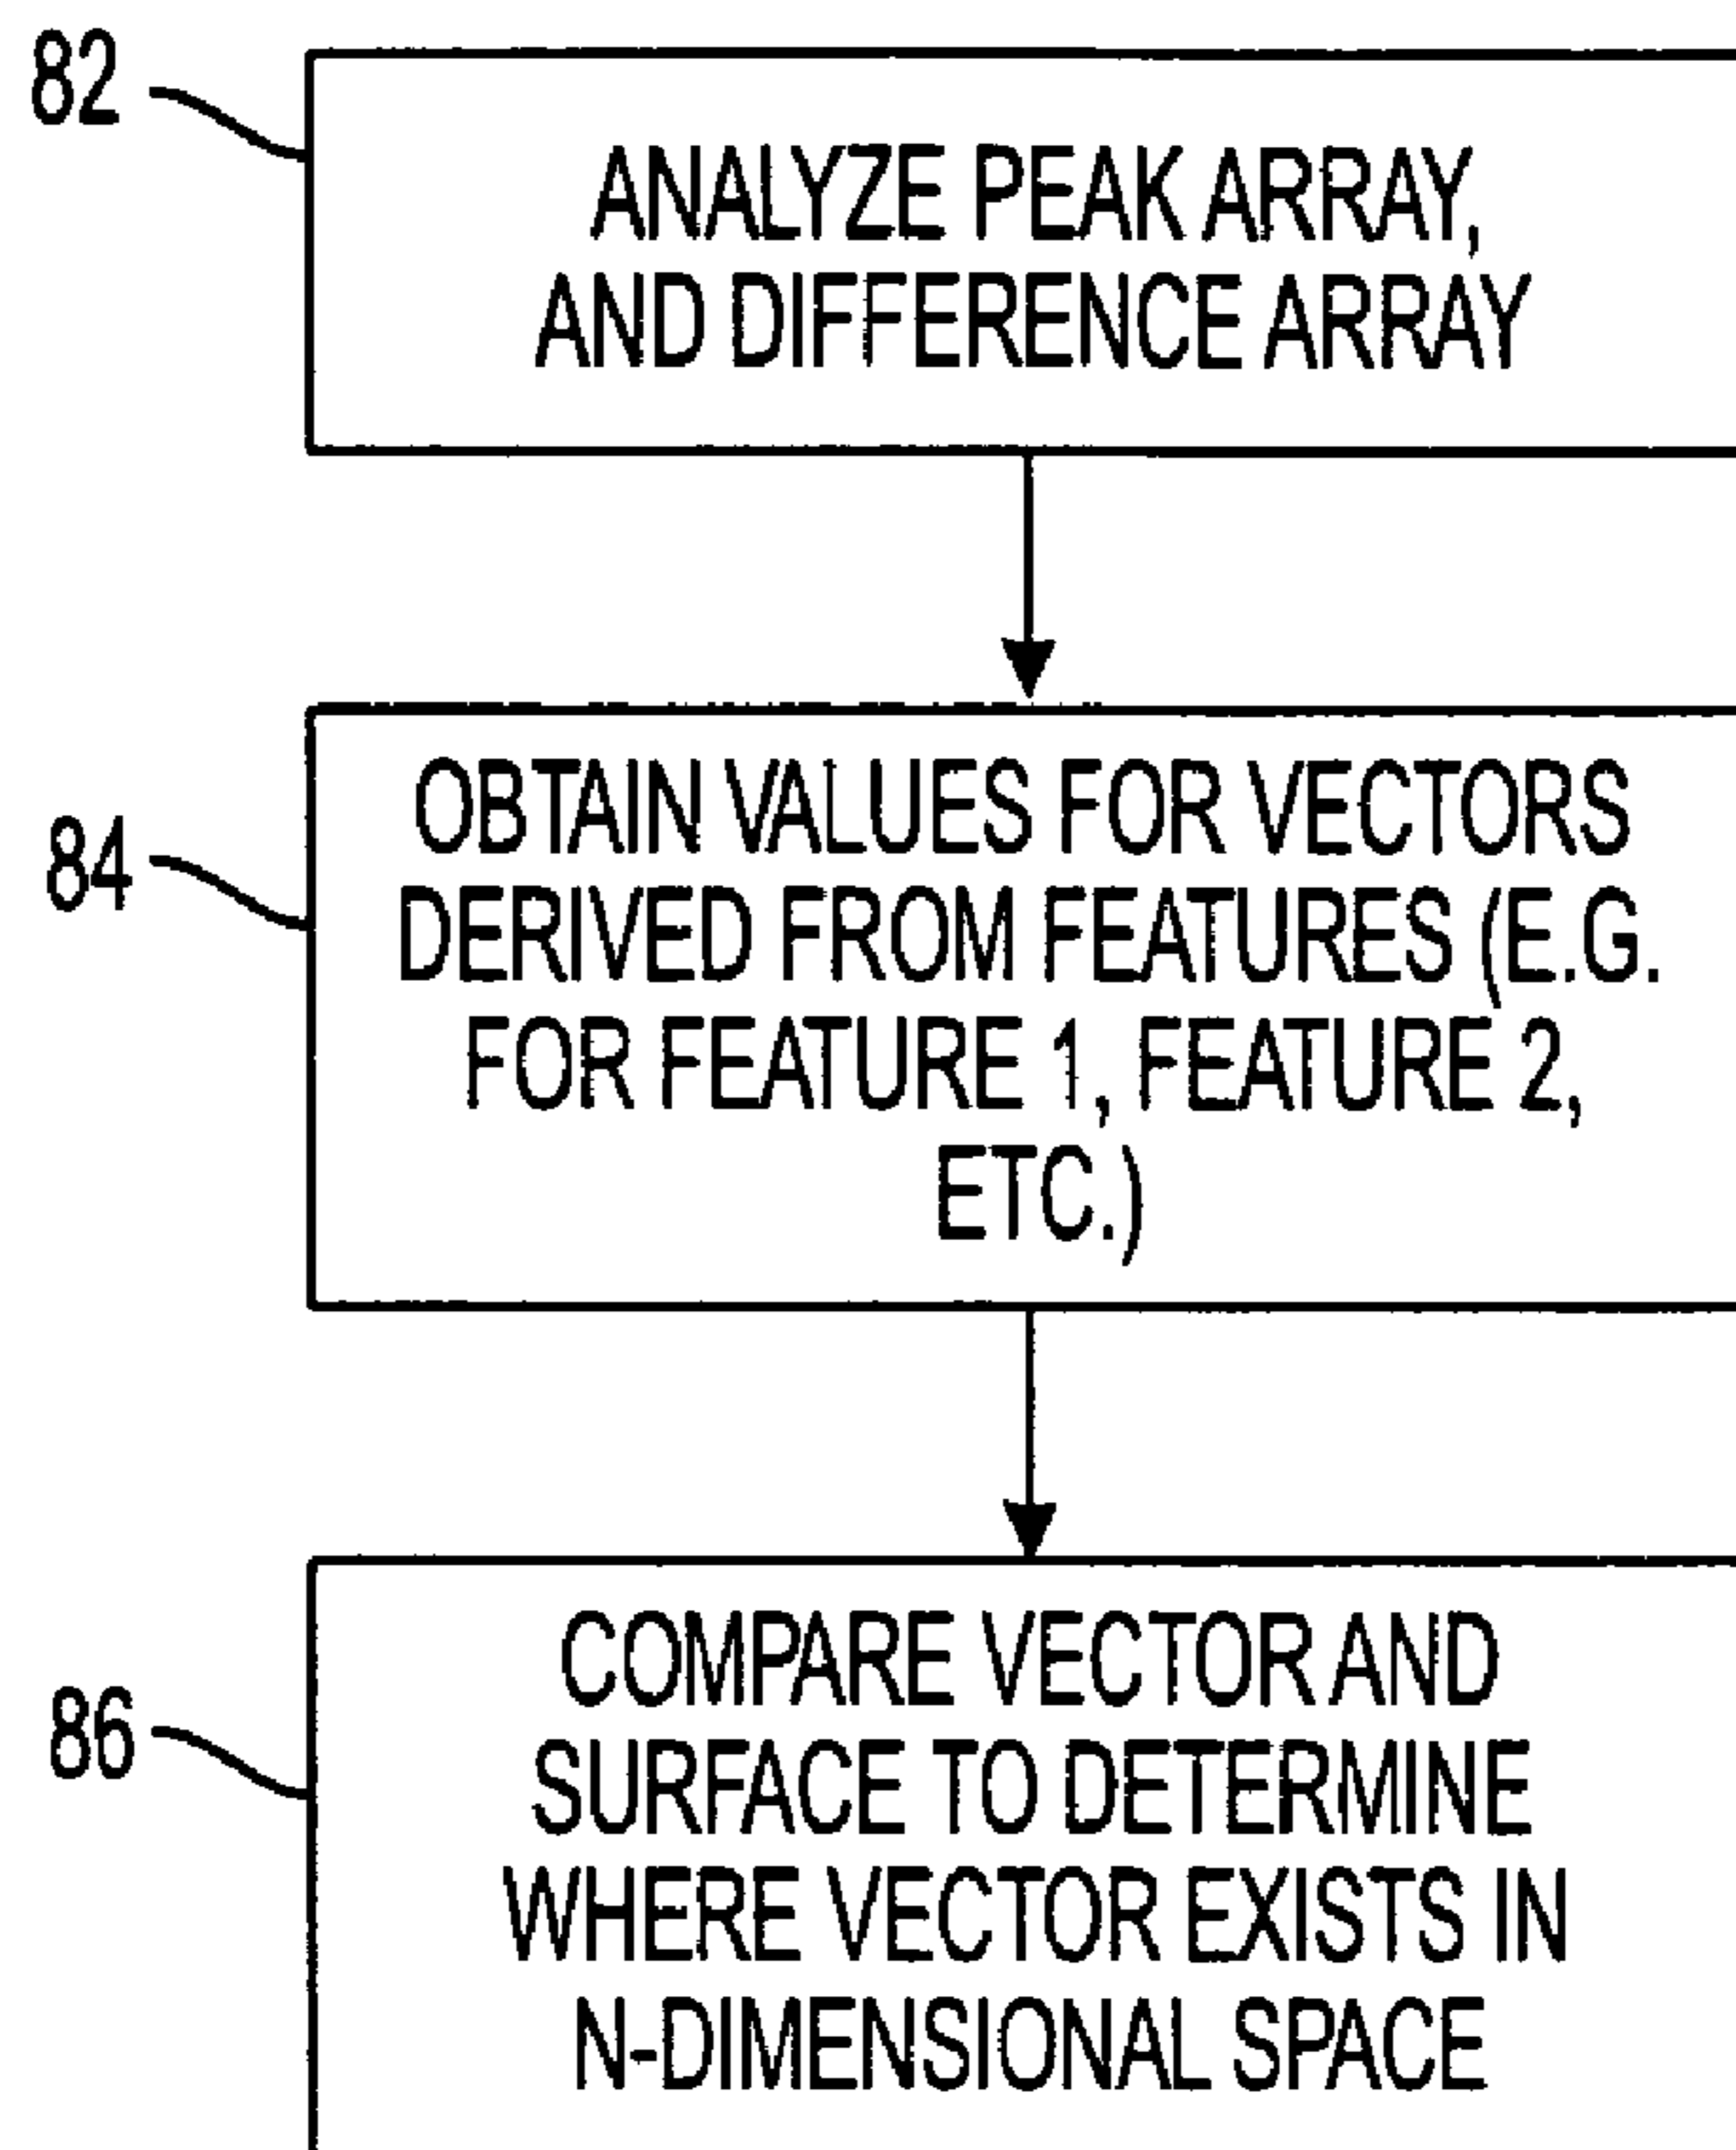 82
ANALYZE PEAK ARRAY,
AND DIFFERENCE ARRAY
84
OBTAIN VALUES FOR VECTORS
DERIVED FROM FEATURES (E.G.
FOR FEATURE 1, FEATURE 2,
ETC.)
86
COMPARE VECTOR AND
SURFACE TO DETERMINE
WHERE VECTOR EXISTS IN
N-DIMENSIONAL SPACE